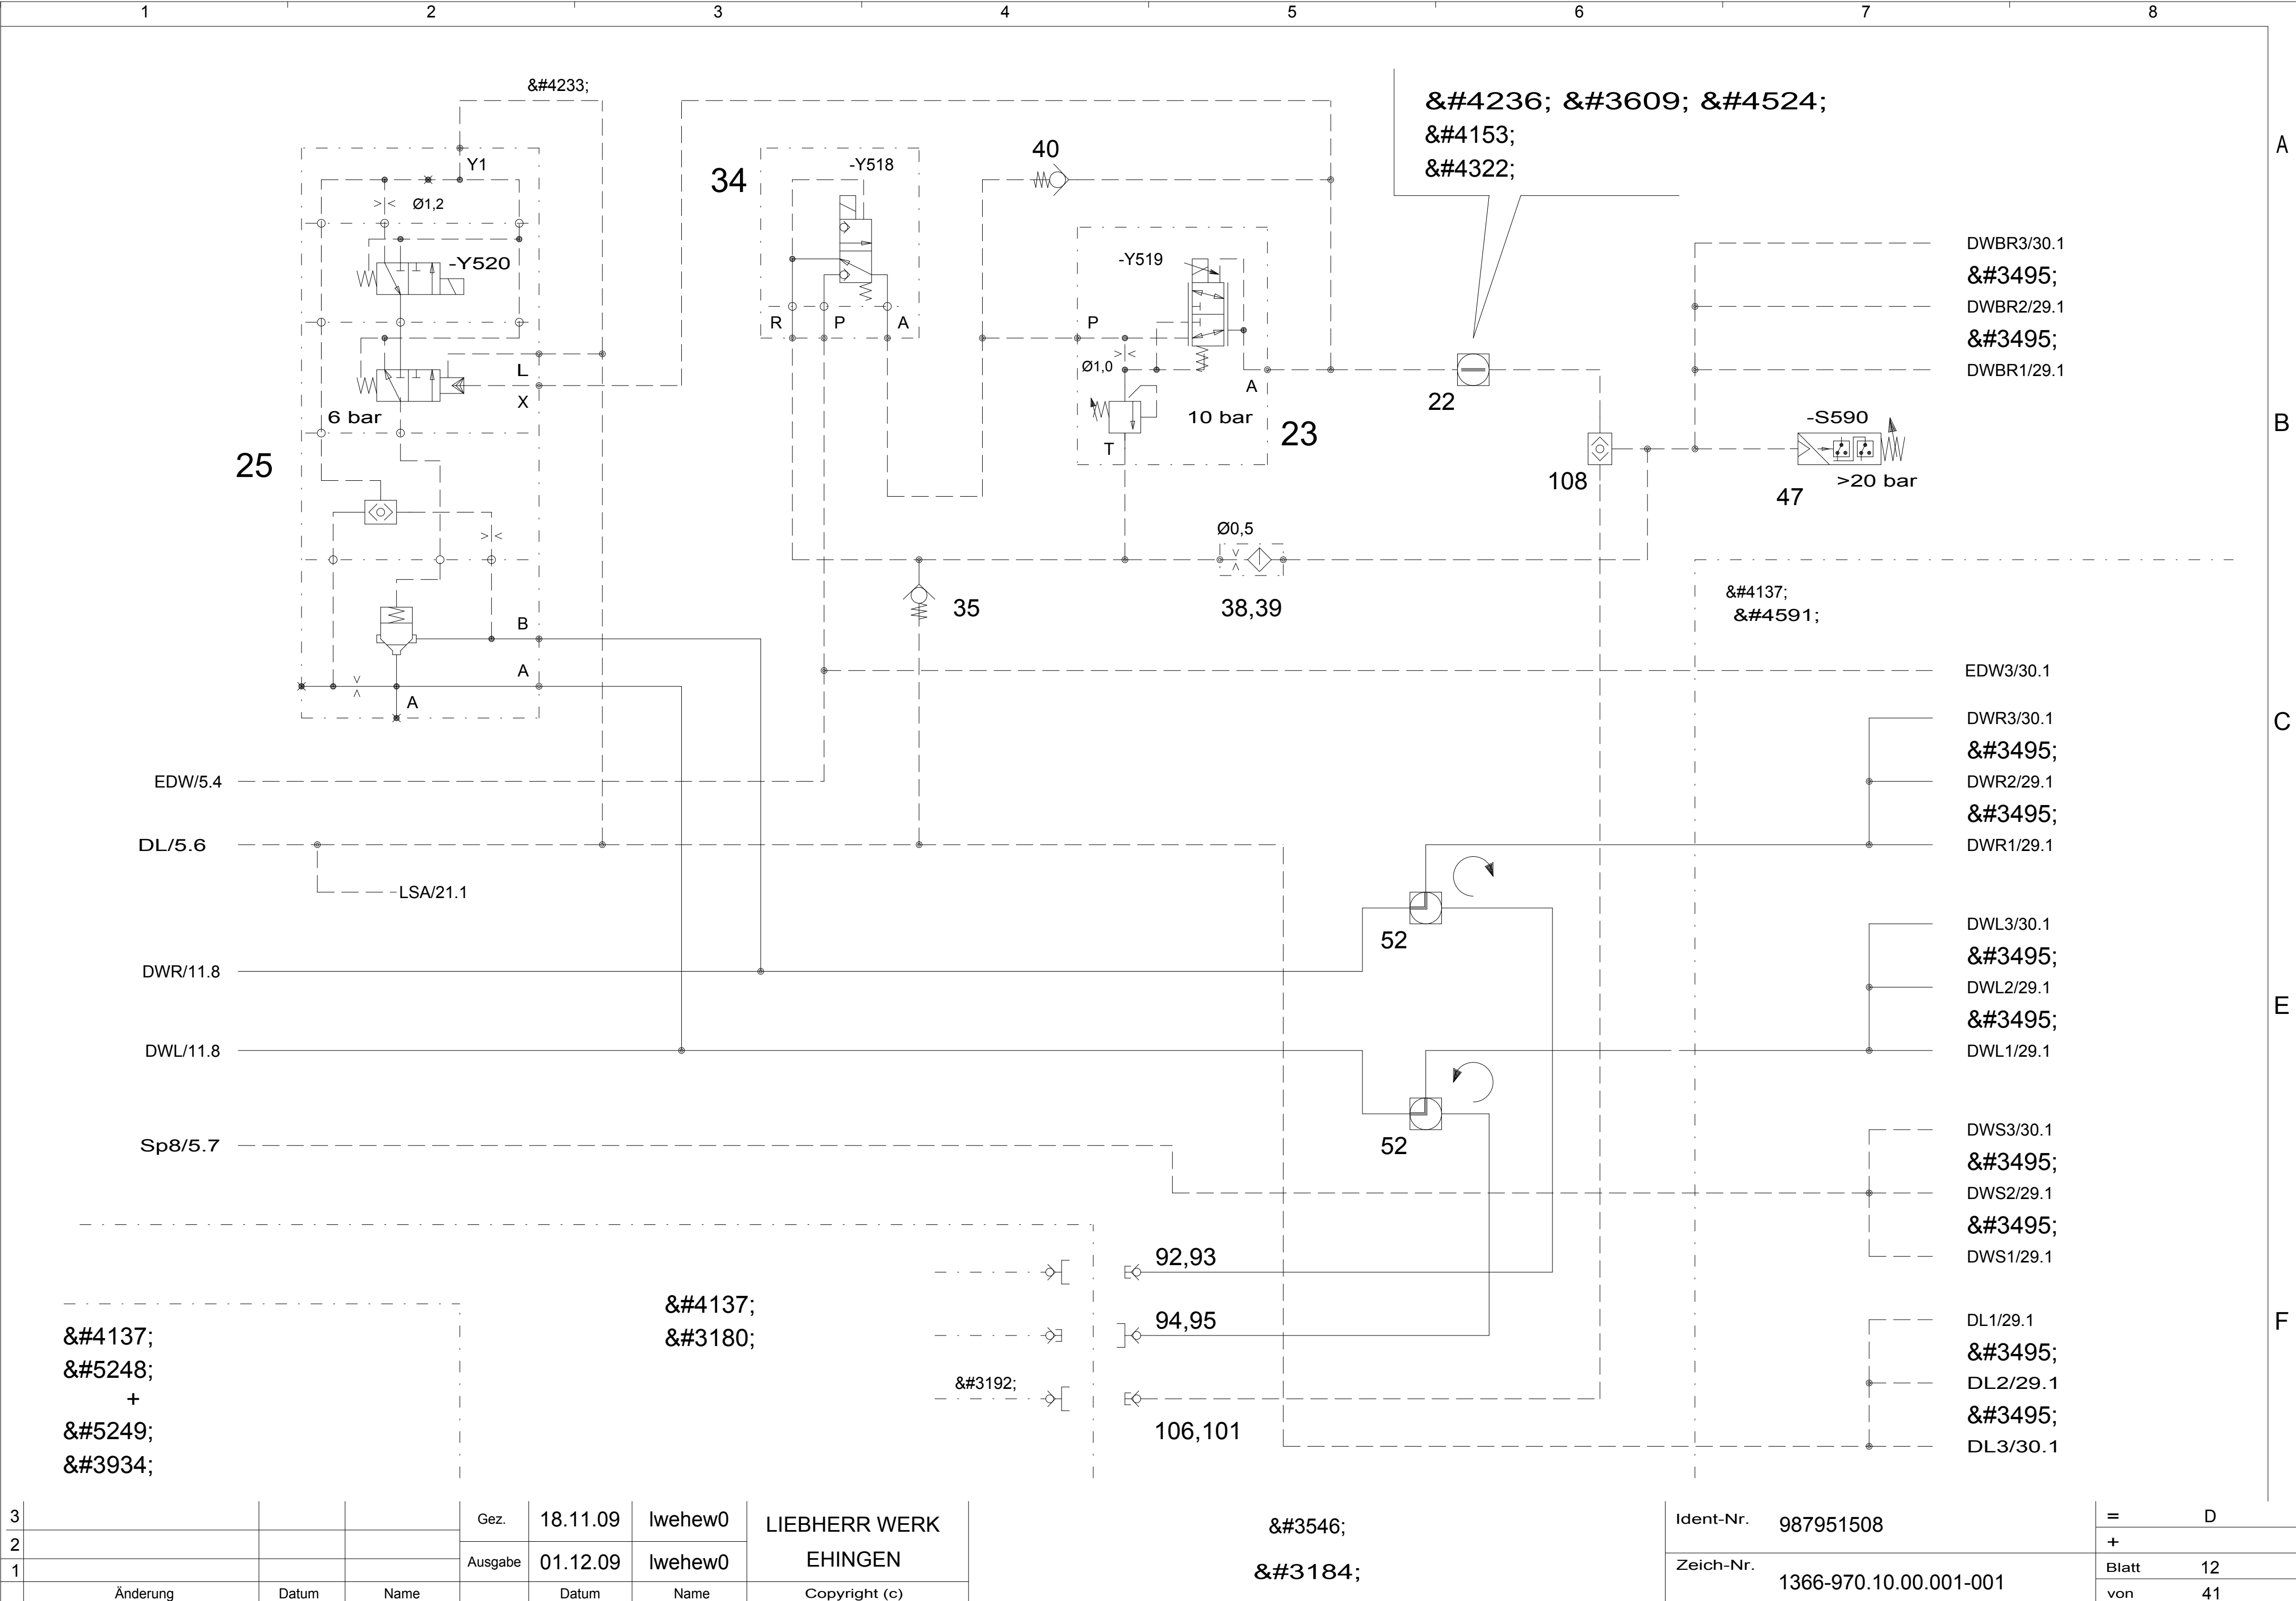 1 2 3 4 5 6 7 8
A
B
C
E
F
&#4233;
Y1
Ø1,2
-Y520
L
X
6 bar
25
B
A
A
34
-Y518
R P A
40
-Y519
P
Ø1,0
A
10 bar
T
23
&#4236; &#3609; &#4524;
&#4153;
&#4322;
22
108
-S590
>20 bar
47
Ø0,5
38,39
35
&#4137;
&#4591;
DWBR3/30.1
&#3495;
DWBR2/29.1
&#3495;
DWBR1/29.1
EDW3/30.1
DWR3/30.1
&#3495;
DWR2/29.1
&#3495;
DWR1/29.1
DWL3/30.1
&#3495;
DWL2/29.1
&#3495;
DWL1/29.1
DWS3/30.1
&#3495;
DWS2/29.1
&#3495;
DWS1/29.1
DL1/29.1
&#3495;
DL2/29.1
&#3495;
DL3/30.1
EDW/5.4
DL/5.6
LSA/21.1
DWR/11.8
DWL/11.8
Sp8/5.7
52
52
92,93
94,95
&#3192;
106,101
&#4137;
&#3180;
&#4137;
&#5248;
+
&#5249;
&#3934;
3
2
1
Änderung Datum Name
Gez. 18.11.09 lwehew0
Ausgabe 01.12.09 lwehew0
Datum Name
LIEBHERR WERK
EHINGEN
Copyright (c)
&#3546;
&#3184;
Ident-Nr. 987951508
Zeich-Nr. 1366-970.10.00.001-001
= D
+
Blatt 12
von 41